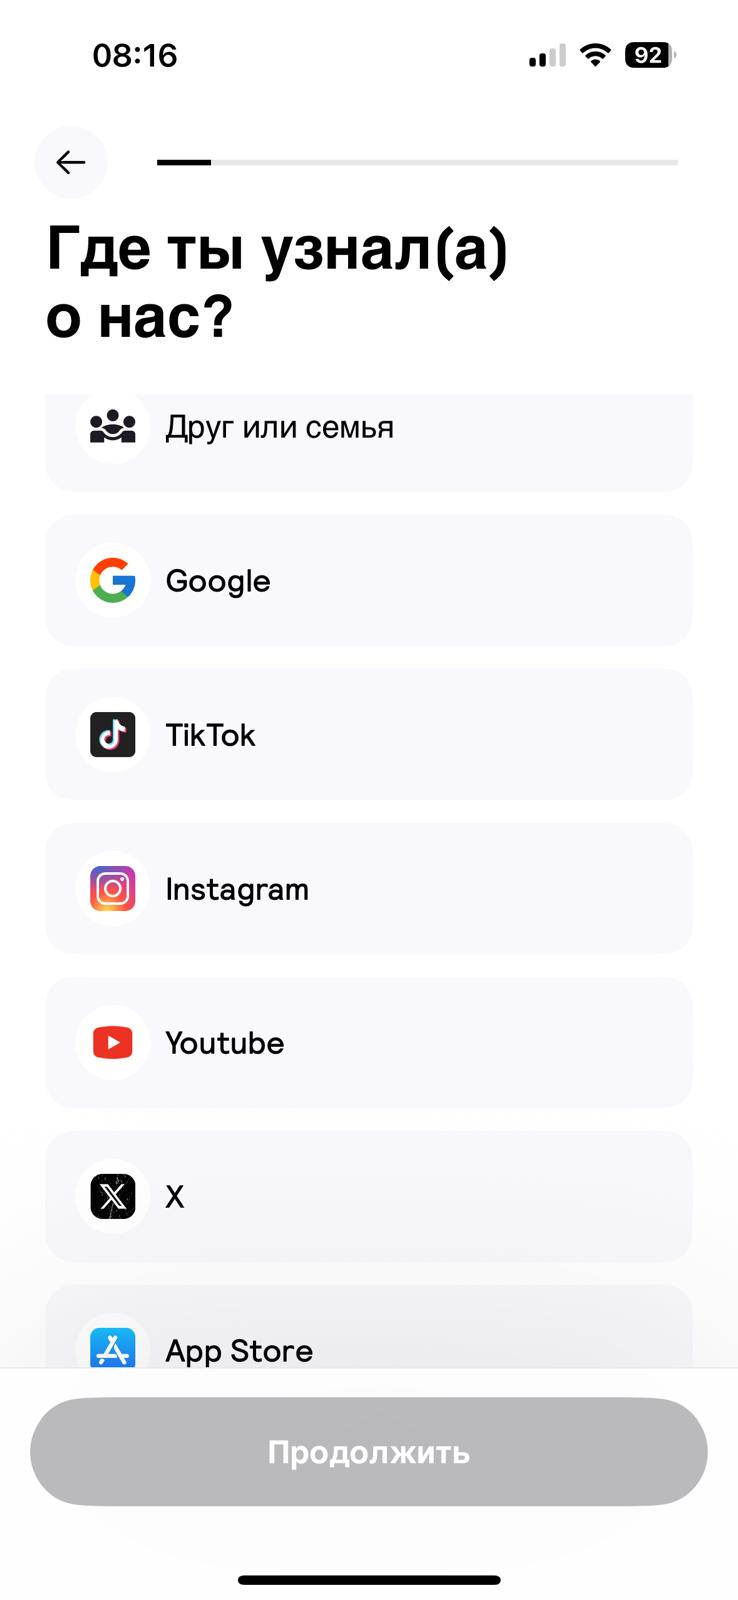 08:16
92
Где ты узнал(а)
о нас?
Друг или семья
Google
TikTok
Instagram
Youtube
X
App Store
Продолжить